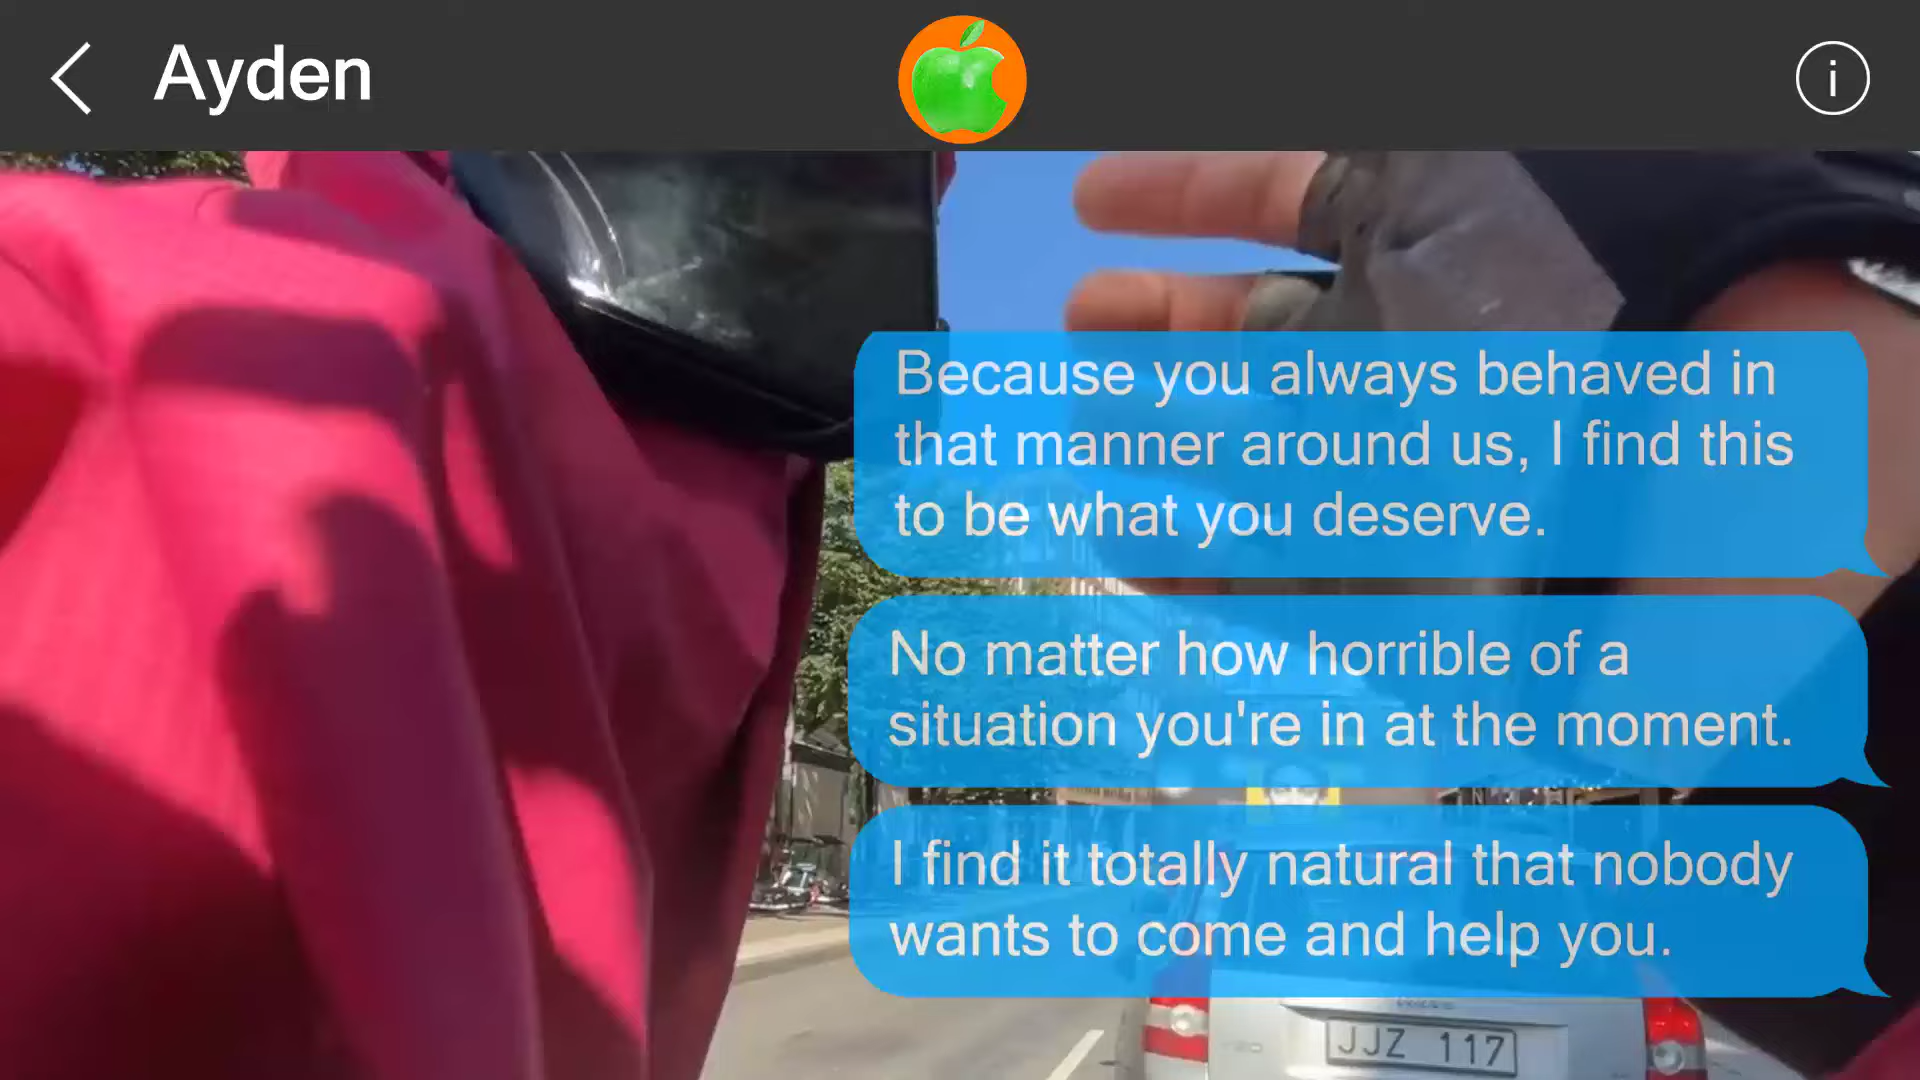 Ayden
Because you always behaved in
that manner around us, I find this
to be what you deserve.
No matter how horrible of a
situation you're in at the moment.
I find it totally natural that nobody
wants to come and help you.
JJZ 117